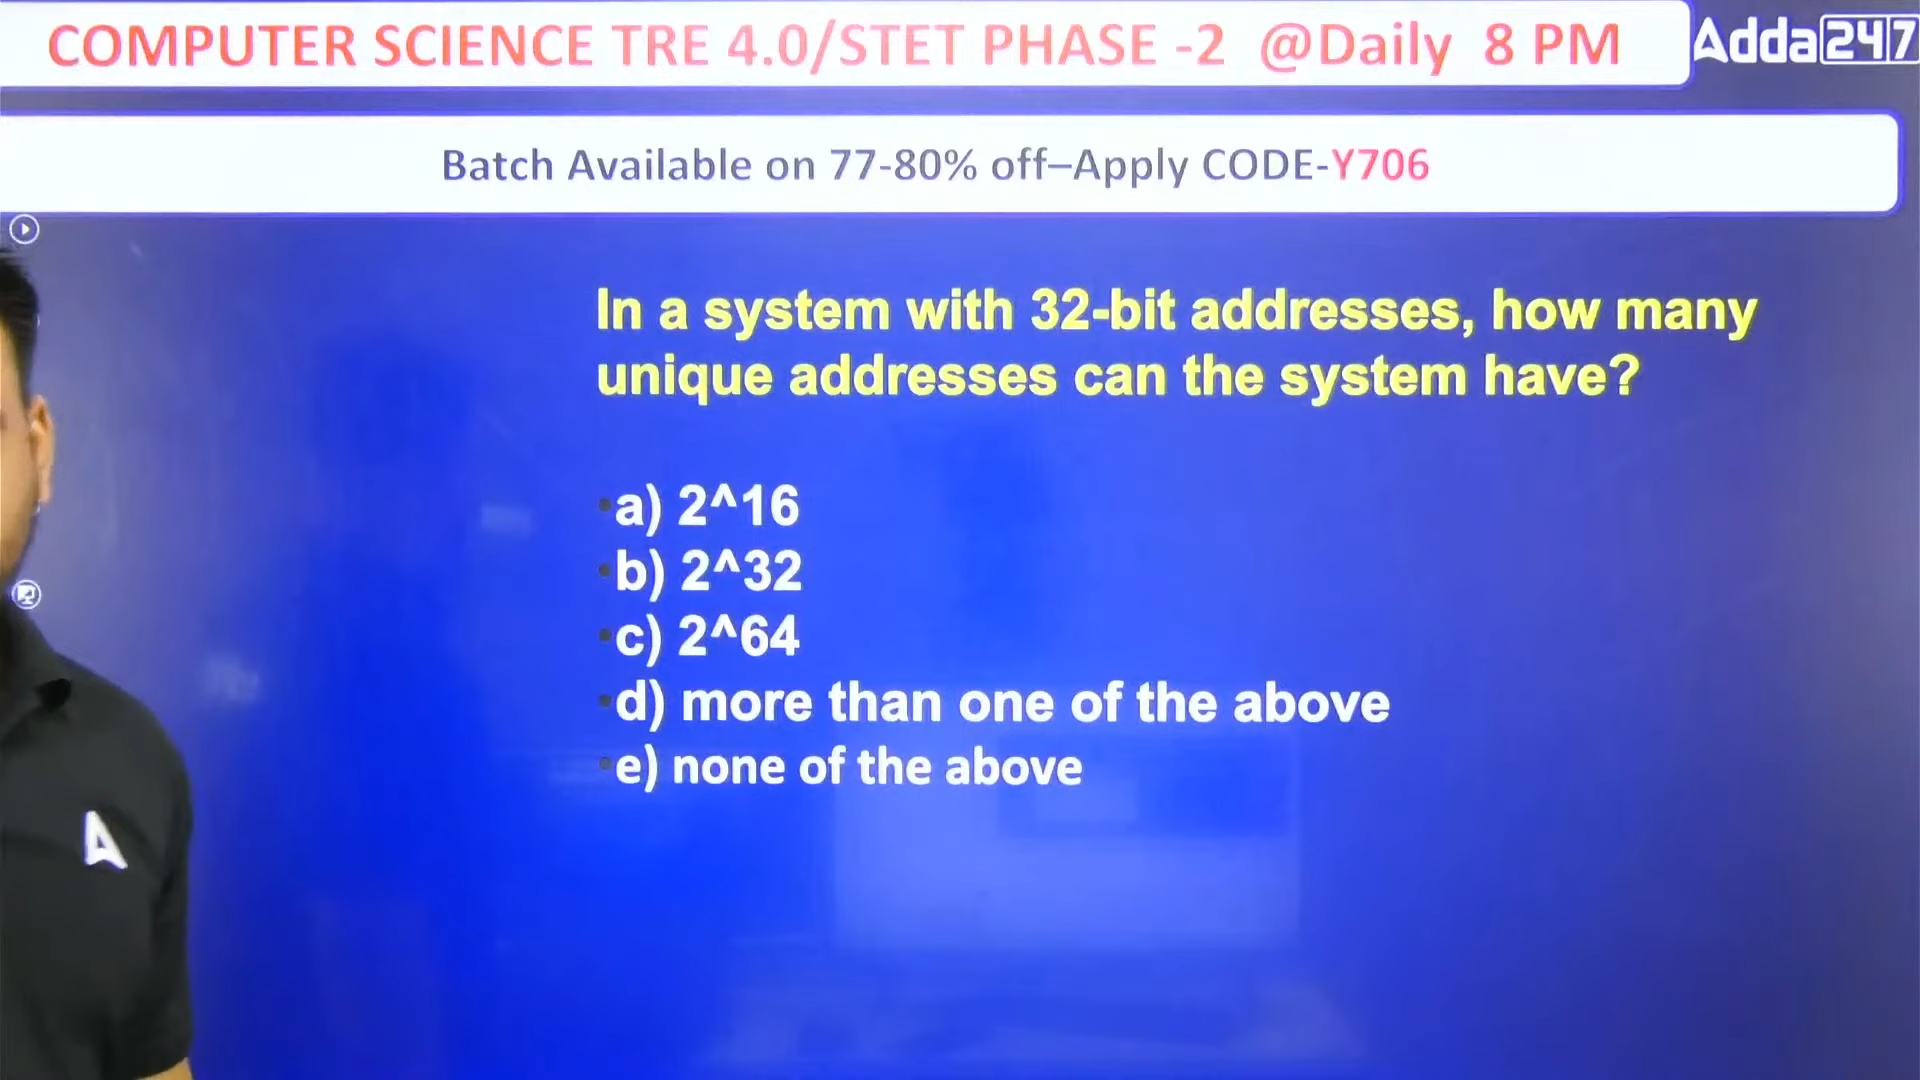 COMPUTER SCIENCE TRE 4.0/STET PHASE -2 @Daily 8 PM
Adda247
Batch Available on 77-80% off–Apply CODE-Y706
In a system with 32-bit addresses, how many
unique addresses can the system have?
•a) 2^16
•b) 2^32
•c) 2^64
•d) more than one of the above
•e) none of the above